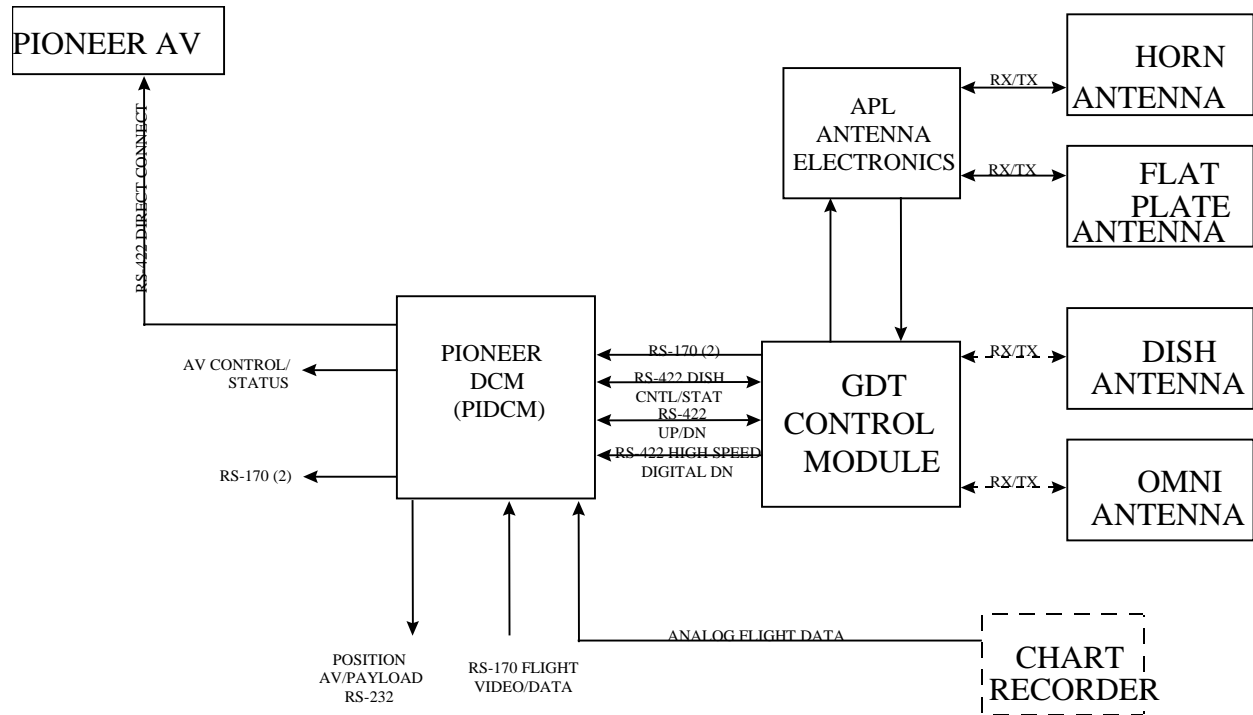 PIONEER AV
RS-422 DIRECT CONNECT
APL
ANTENNA
ELECTRONICS
RX/TX
HORN
ANTENNA
RX/TX
FLAT
PLATE
ANTENNA
PIONEER
DCM
(PIDCM)
AV CONTROL/
STATUS
RS-170 (2)
RS-170 (2)
RS-422 DISH
CNTL/STAT
RS-422
UP/DN
RS-422 HIGH SPEED
DIGITAL DN
GDT
CONTROL
MODULE
RX/TX
DISH
ANTENNA
RX/TX
OMNI
ANTENNA
POSITION
AV/PAYLOAD
RS-232
RS-170 FLIGHT
VIDEO/DATA
ANALOG FLIGHT DATA
CHART
RECORDER